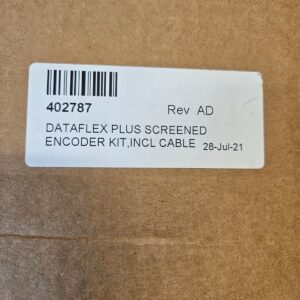 402787 Rev AD
DATAFLEX PLUS SCREENED
ENCODER KIT,INCL CABLE 28-Jul-21